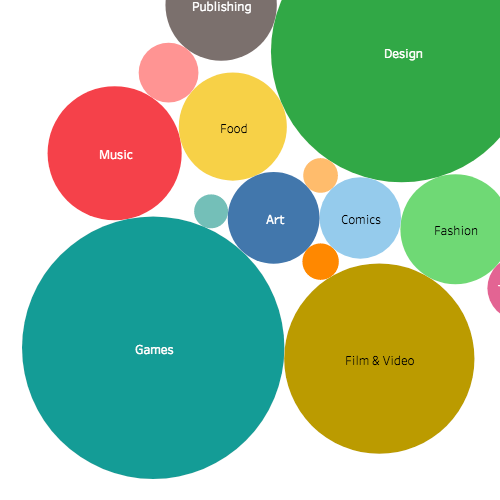 Publishing
Design
Food
Music
Art
Comics
Fashion
Games
Film & Video